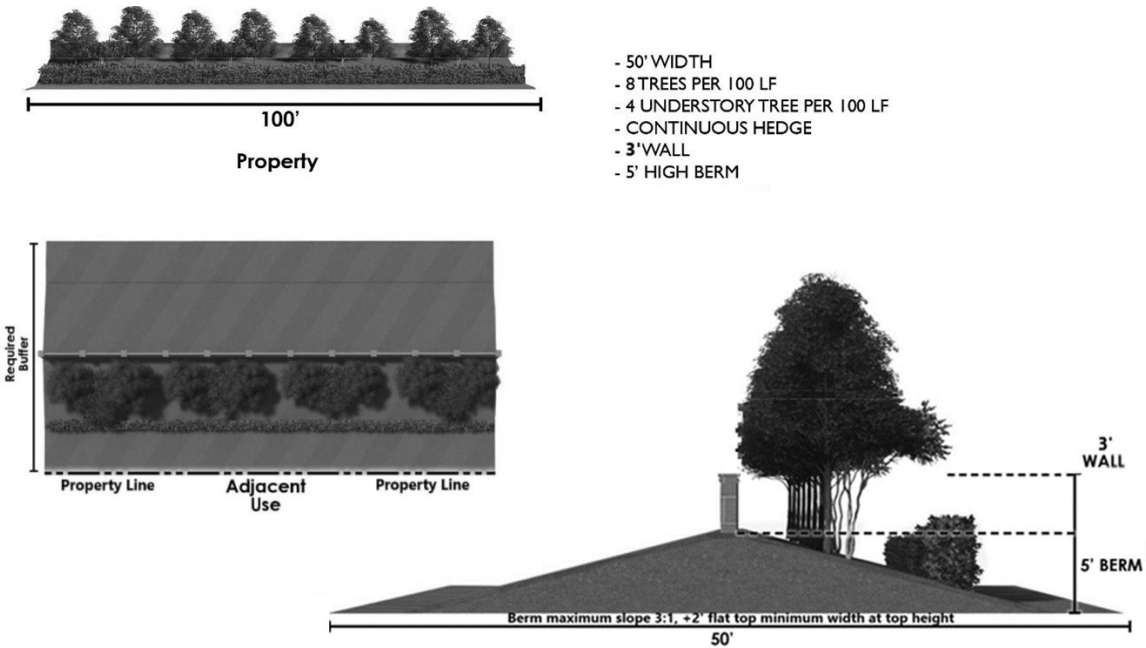 100'
Property
- 50' WIDTH
- 8 TREES PER 100 LF
- 4 UNDERSTORY TREE PER 100 LF
- CONTINUOUS HEDGE
- 3' WALL
- 5' HIGH BERM
Required
Buffer
Property Line
Adjacent
Use
Property Line
3'
WALL
5' BERM
Berm maximum slope 3:1, +2' flat top minimum width at top height
50'